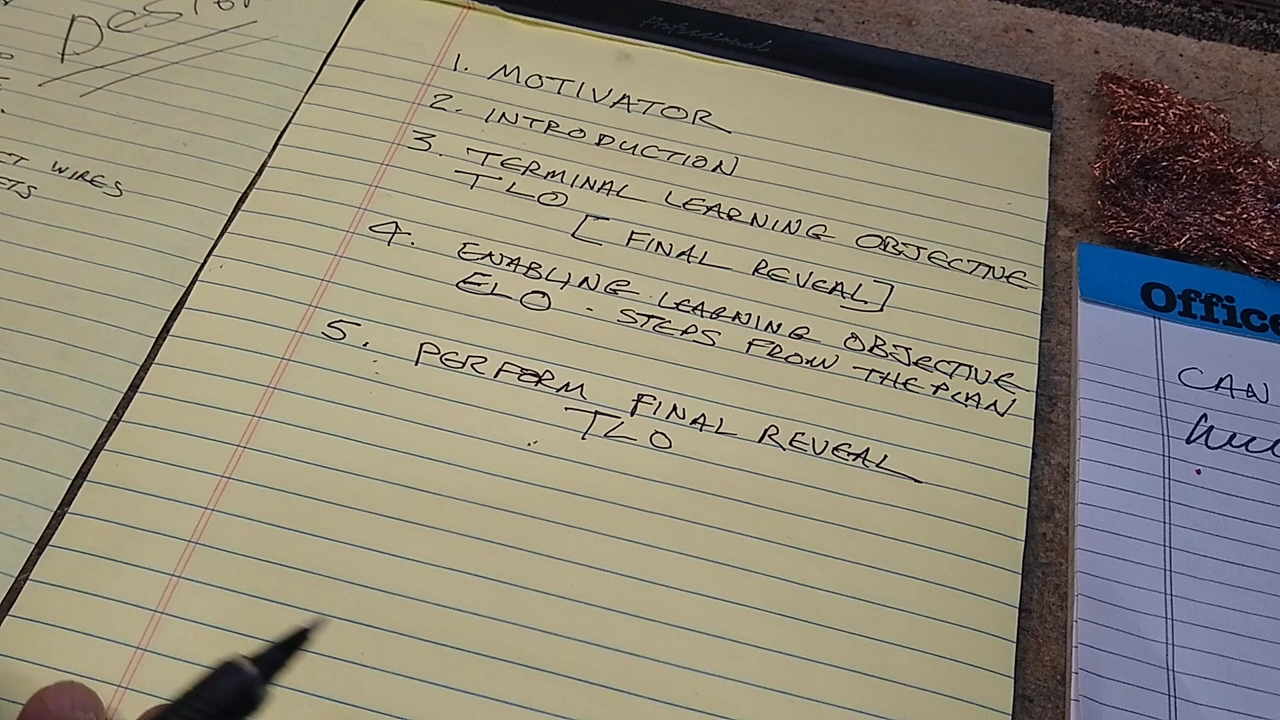 Professional
1. MOTIVATOR
2. INTRODUCTION
3. TERMINAL LEARNING OBJECTIVE
TLO
[FINAL REVEAL]
4. ENABLING LEARNING OBJECTIVE
ELO - STEPS FROM THE PLAN
5. PERFORM FINAL REVEAL
TLO
WIRES
Office
CAN